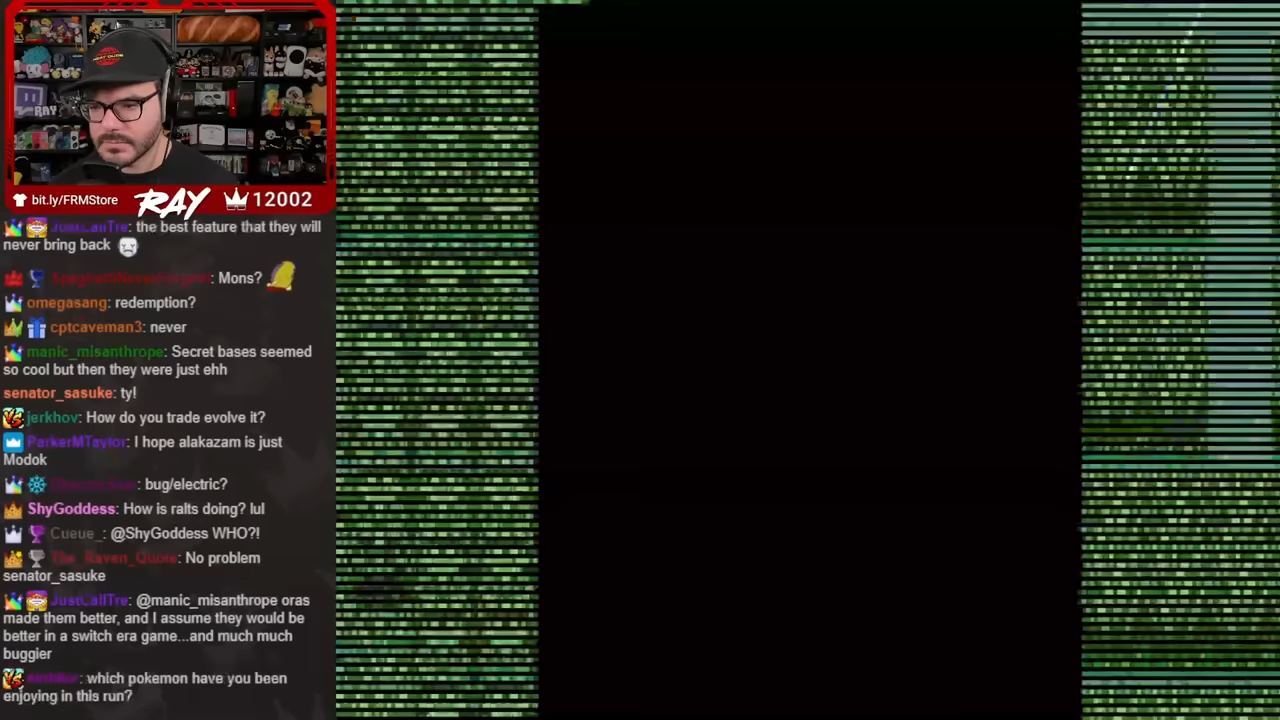 bit.ly/FRMStore RAY 12002
JustCallTre: the best feature that they will
never bring back
: Mons?
omegasang: redemption?
cptcaveman3: never
manic_misanthrope: Secret bases seemed
so cool but then they were just ehh
senator_sasuke: ty!
jerkhov: How do you trade evolve it?
ParkerMTaylor: I hope alakazam is just
Modok
: bug/electric?
ShyGoddess: How is ralts doing? lul
Cueue_: @ShyGoddess WHO?!
The_Raven_Quote: No problem
senator_sasuke
JustCallTre: @manic_misanthrope oras
made them better, and I assume they would be
better in a switch era game...and much much
buggier
: which pokemon have you been
enjoying in this run?